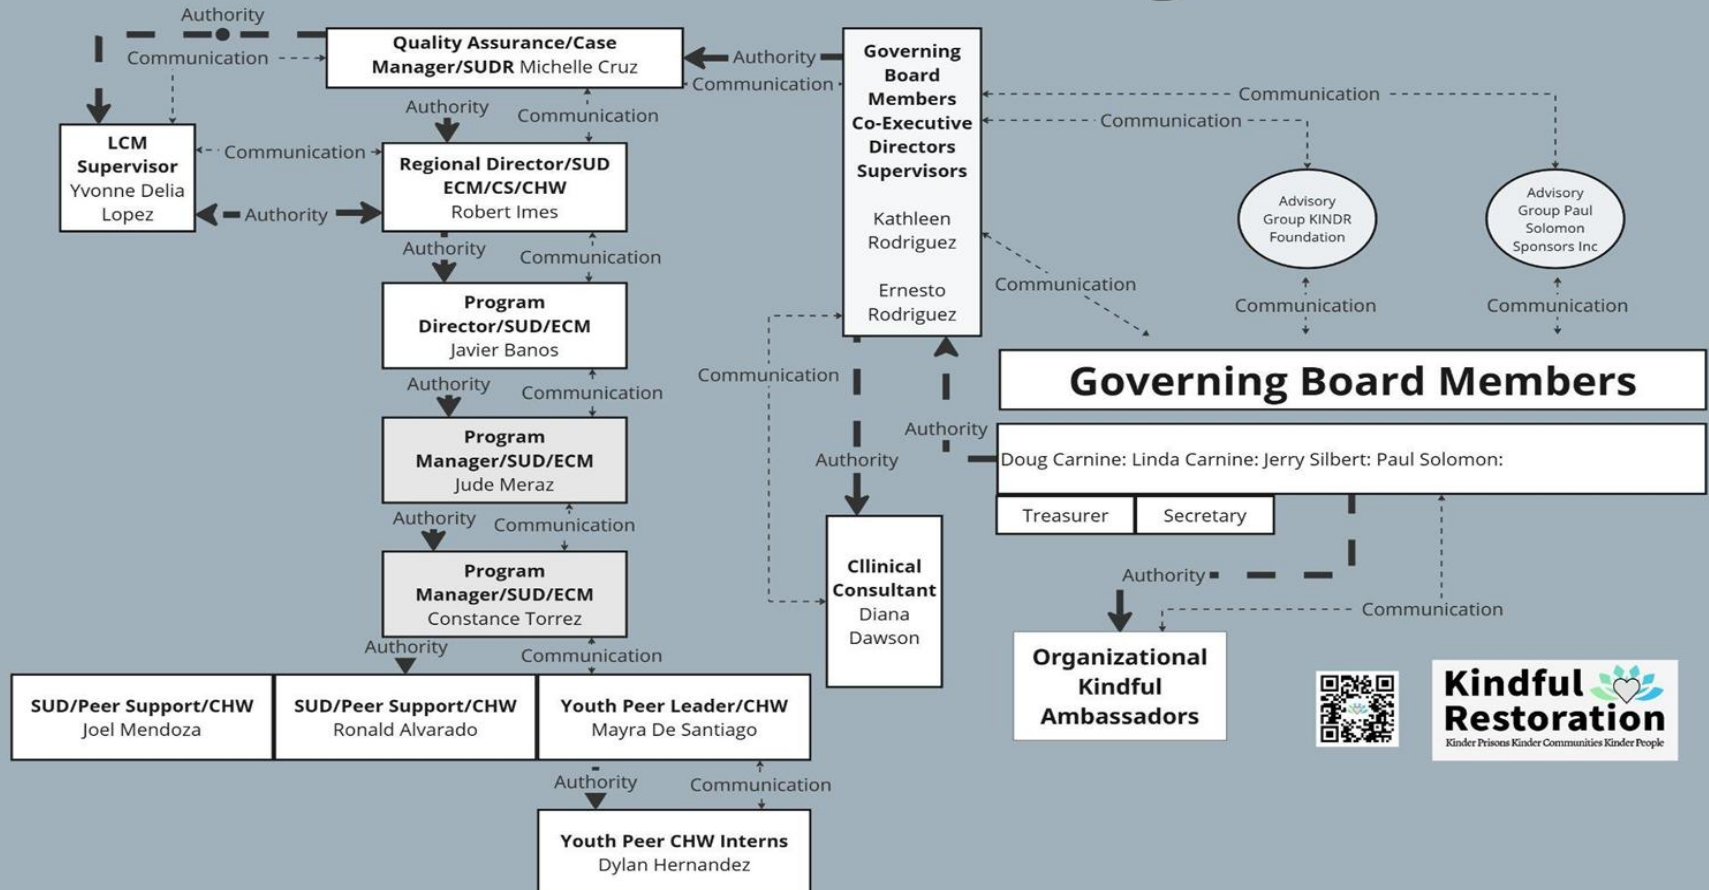 Authority
Communication
Quality Assurance/Case
Manager/SUDR Michelle Cruz
Authority
Communication
Governing
Board
Members
Co-Executive
Directors
Supervisors
Kathleen
Rodriguez
Ernesto
Rodriguez
Communication
Communication
Authority
Communication
LCM
Supervisor
Yvonne Delia
Lopez
Communication
Authority
Regional Director/SUD
ECM/CS/CHW
Robert Imes
Advisory
Group KINDR
Foundation
Advisory
Group Paul
Solomon
Sponsors Inc
Authority
Communication
Communication
Communication
Communication
Program
Director/SUD/ECM
Javier Banos
Authority
Communication
Communication
Governing Board Members
Authority
Authority
Doug Carnine: Linda Carnine: Jerry Silbert: Paul Solomon:
Treasurer
Secretary
Program
Manager/SUD/ECM
Jude Meraz
Authority
Communication
Program
Manager/SUD/ECM
Constance Torrez
Cllinical
Consultant
Diana
Dawson
Authority
Communication
Organizational
Kindful
Ambassadors
Authority
Communication
SUD/Peer Support/CHW
Joel Mendoza
SUD/Peer Support/CHW
Ronald Alvarado
Youth Peer Leader/CHW
Mayra De Santiago
Kindful
Restoration
Kinder Prisons Kinder Communities Kinder People
Authority
Communication
Youth Peer CHW Interns
Dylan Hernandez